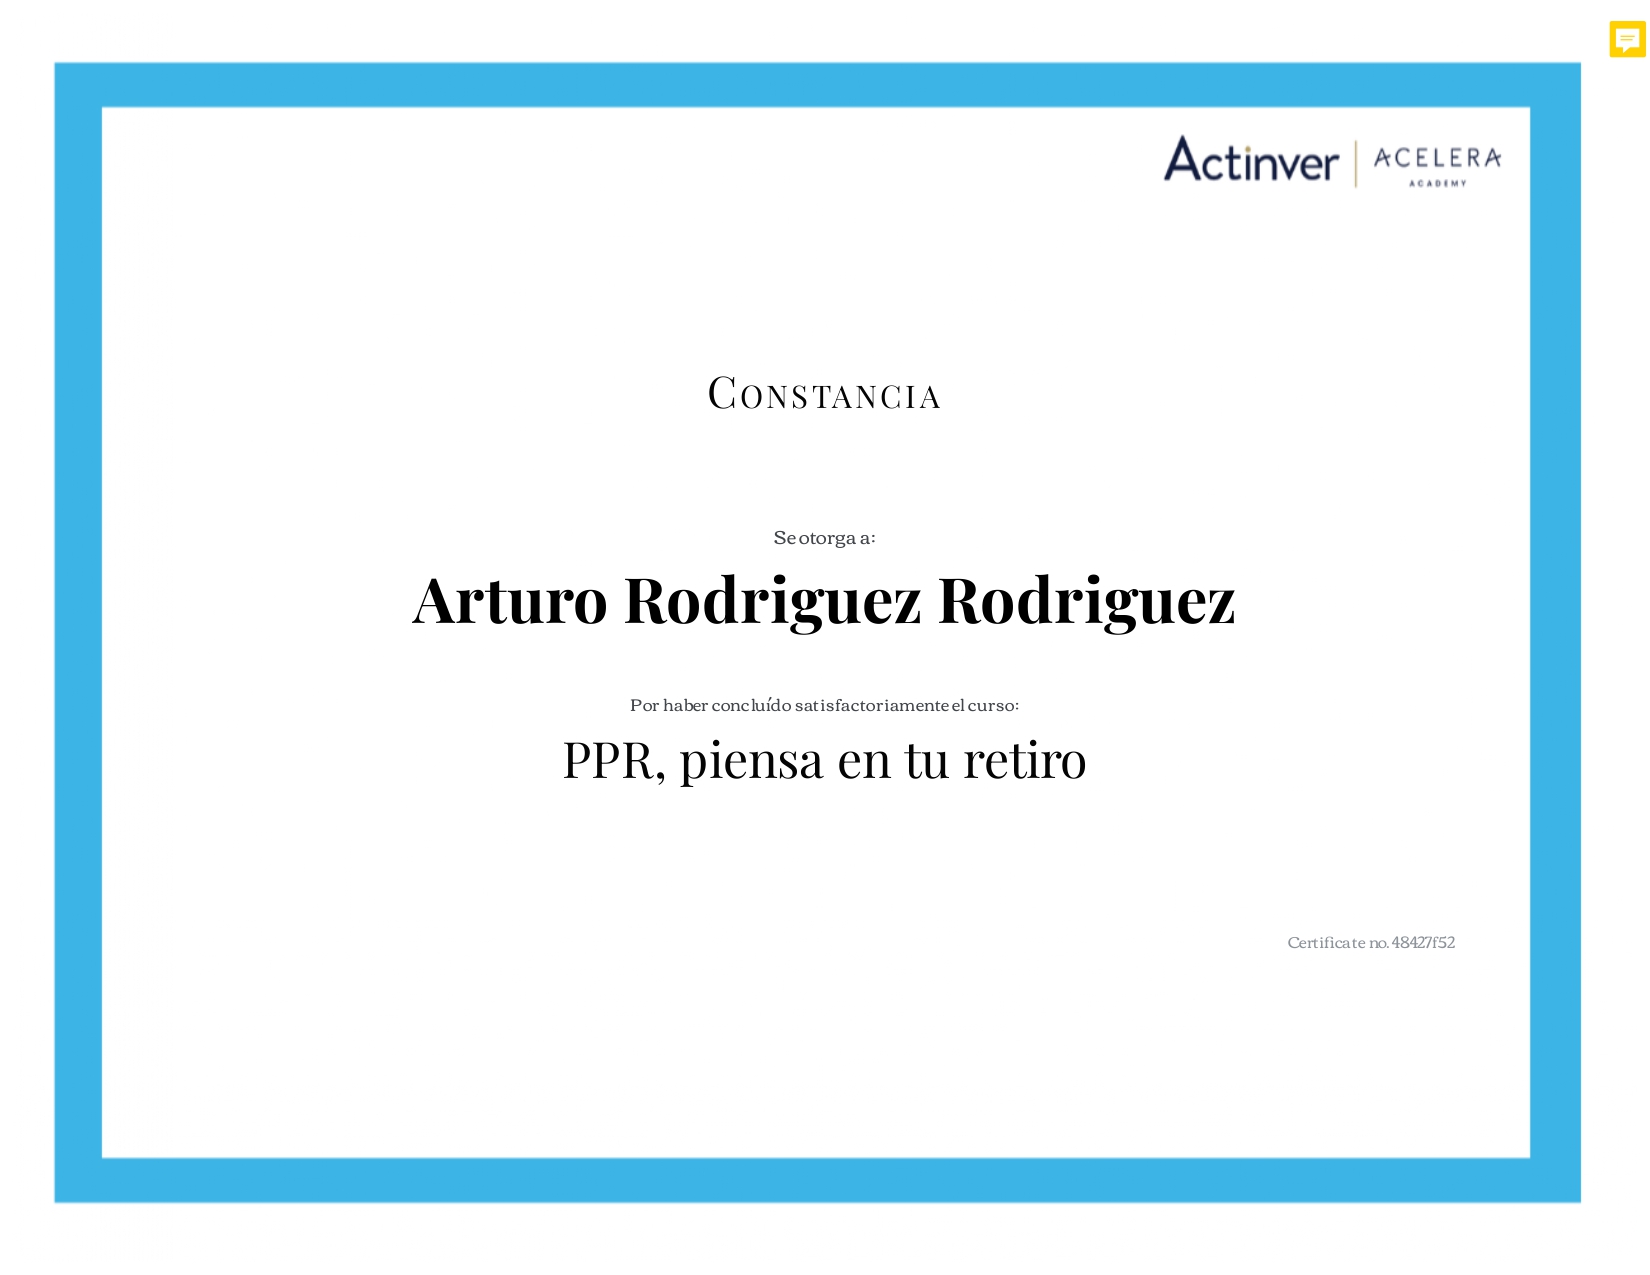 Actinver | ACELERA
ACADEMY
Constancia
Se otorga a:
Arturo Rodriguez Rodriguez
Por haber concluído satisfactoriamente el curso:
PPR, piensa en tu retiro
Certificate no. 48427f52